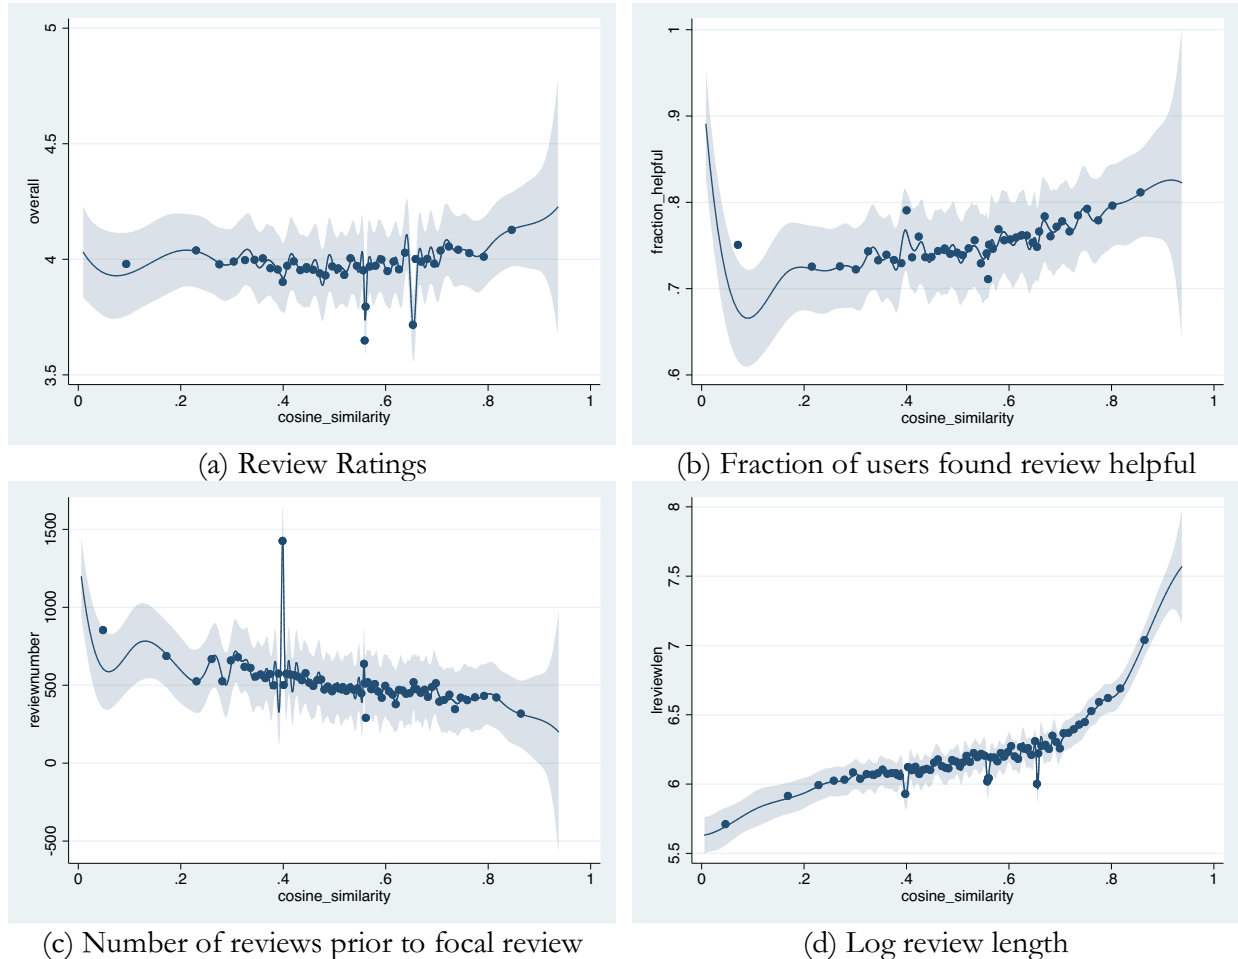 5
4.5
4
3.5
overall
0 .2 .4 .6 .8 1
cosine_similarity
(a) Review Ratings
1
.9
.8
.7
.6
fraction_helpful
0 .2 .4 .6 .8 1
cosine_similarity
(b) Fraction of users found review helpful
1500
1000
500
0
-500
reviewnumber
0 .2 .4 .6 .8 1
cosine_similarity
(c) Number of reviews prior to focal review
8
7.5
7
6.5
6
5.5
lreviewlen
0 .2 .4 .6 .8 1
cosine_similarity
(d) Log review length